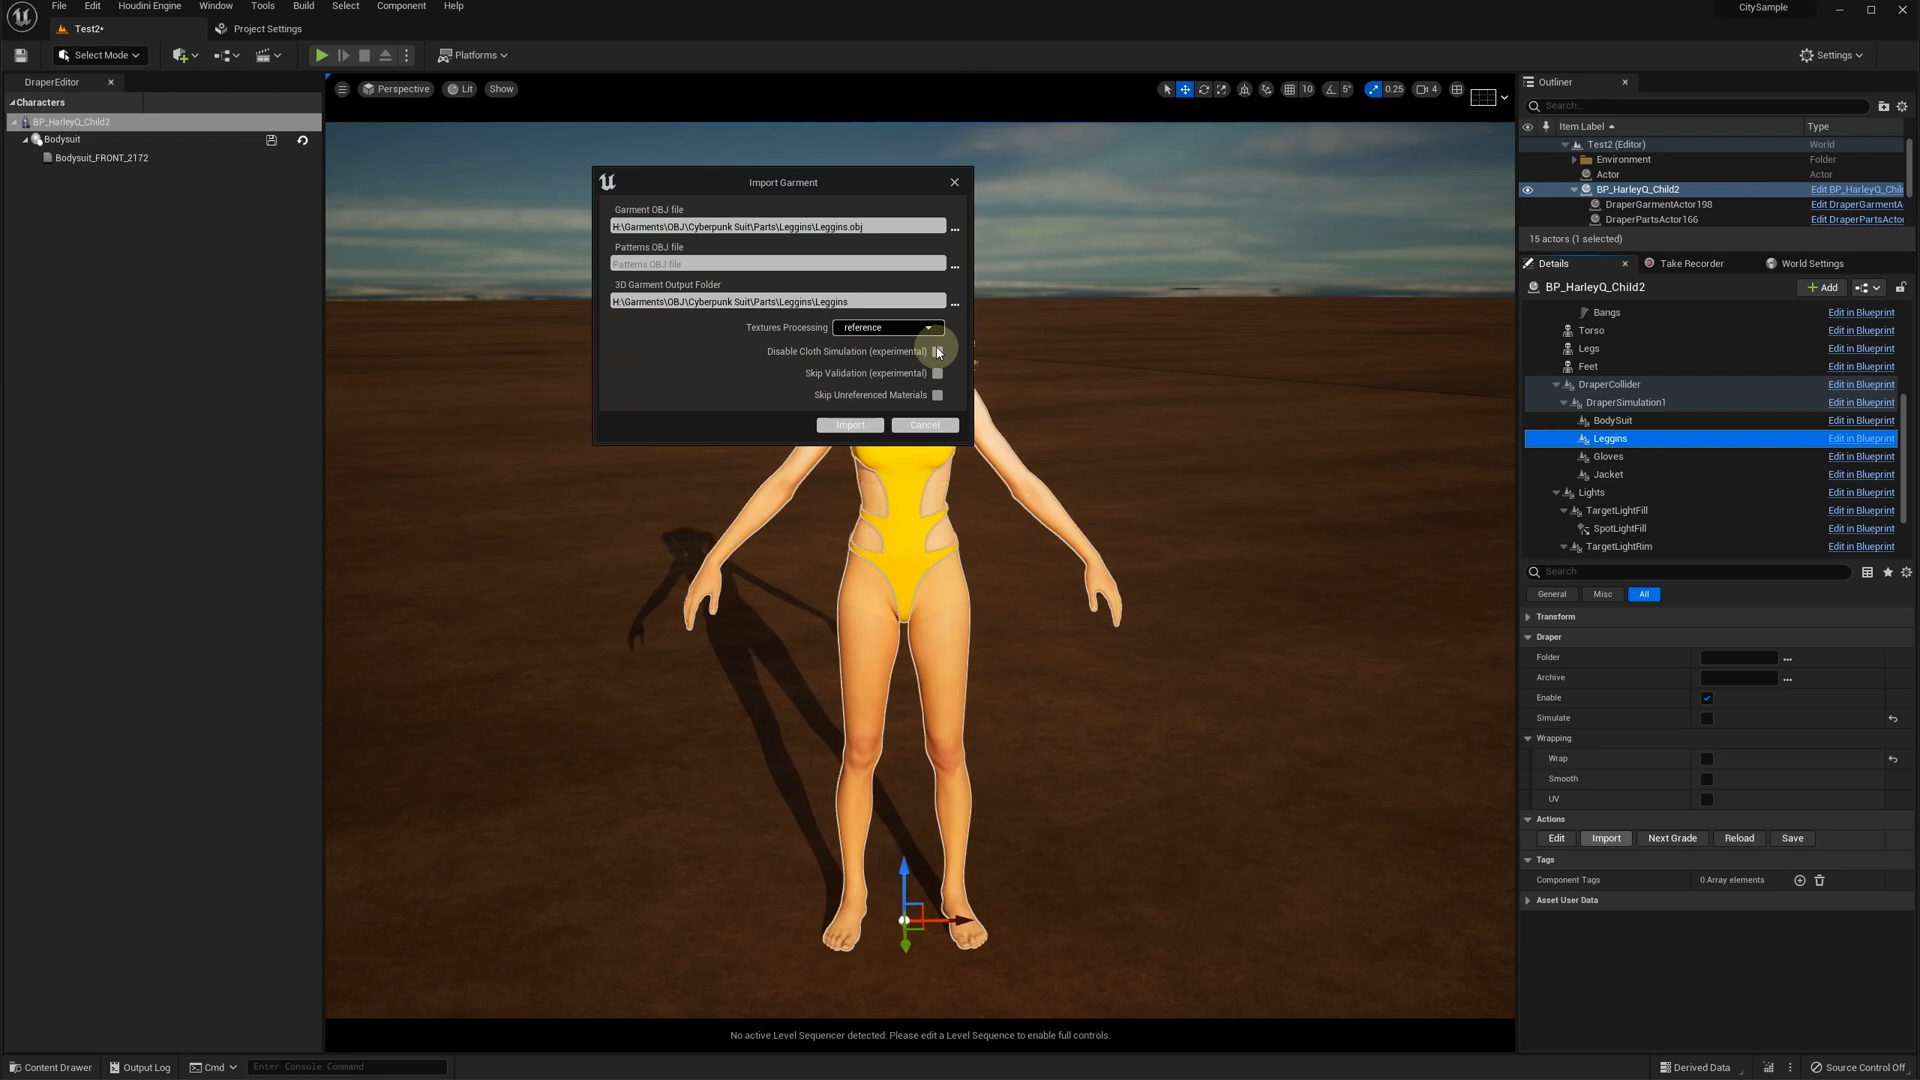 File Edit Houdini Engine Window Tools Build Select Component Help
CitySample
Test2*
Project Settings
Select Mode
Platforms
Settings
DraperEditor
Characters
BP_HarleyQ_Child2
Bodysuit
Bodysuit_FRONT_2172
Perspective
Lit
Show
10
5°
0.25
4
Import Garment
Garment OBJ file
H:\Garments\OBJ\Cyberpunk Suit\Parts\Leggins\Leggins.obj
...
Patterns OBJ file
Patterns OBJ file
...
3D Garment Output Folder
H:\Garments\OBJ\Cyberpunk Suit\Parts\Leggins\Leggins
...
Textures Processing reference
Disable Cloth Simulation (experimental)
Skip Validation (experimental)
Skip Unreferenced Materials
Import Cancel
No active Level Sequencer detected. Please edit a Level Sequence to enable full controls.
Outliner
Search...
Item Label Type
Test2 (Editor) World
Environment Folder
Actor Actor
BP_HarleyQ_Child2 Edit BP_HarleyQ_Chil
DraperGarmentActor198 Edit DraperGarmentA
DraperPartsActor166 Edit DraperPartsActo
15 actors (1 selected)
Details
Take Recorder
World Settings
BP_HarleyQ_Child2
Add
Bangs Edit in Blueprint
Torso Edit in Blueprint
Legs Edit in Blueprint
Feet Edit in Blueprint
DraperCollider Edit in Blueprint
DraperSimulation1 Edit in Blueprint
BodySuit Edit in Blueprint
Leggins Edit in Blueprint
Gloves Edit in Blueprint
Jacket Edit in Blueprint
Lights Edit in Blueprint
TargetLightFill Edit in Blueprint
SpotLightFill Edit in Blueprint
TargetLightRim Edit in Blueprint
Search
General Misc All
Transform
Draper
Folder ...
Archive ...
Enable
Simulate
Wrapping
Wrap
Smooth
UV
Actions
Edit Import Next Grade Reload Save
Tags
Component Tags 0 Array elements
Asset User Data
Content Drawer
Output Log
Cmd
Enter Console Command
Derived Data
Source Control Off